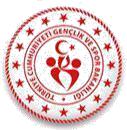 TÜRKİYE CUMHURİYETİ GENÇLİK VE SPOR BAKANLIĞI